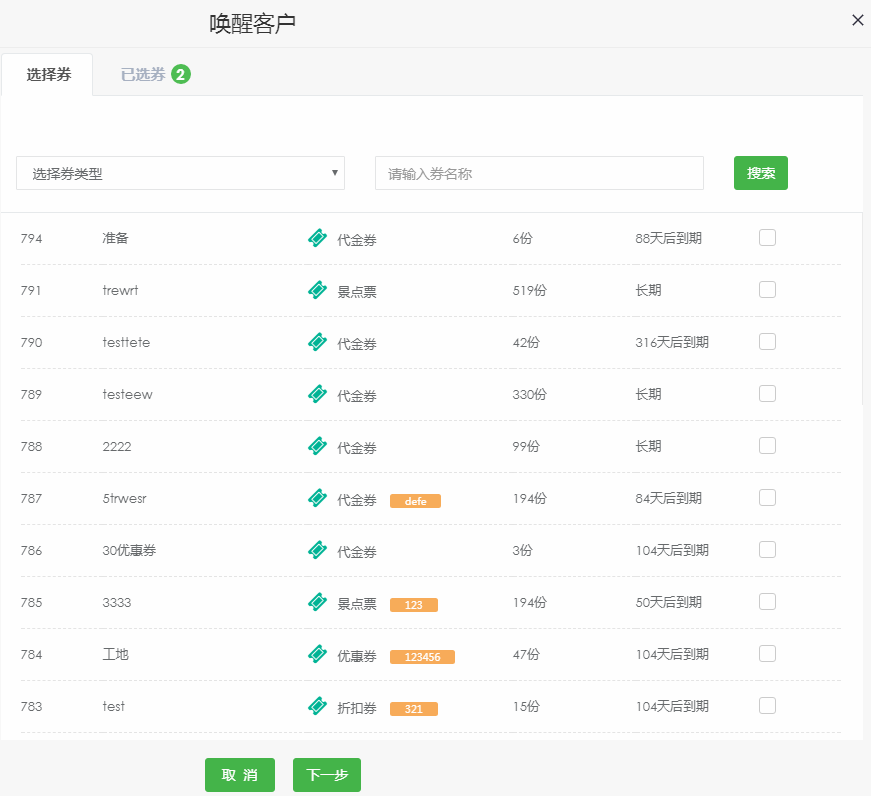 唤醒客户
选择券 已选券 2
选择券类型 请输入券名称 搜索
794 准备 代金券 6份 88天后到期
791 trewrt 景点票 519份 长期
790 testtete 代金券 42份 316天后到期
789 testeew 代金券 330份 长期
788 2222 代金券 99份 长期
787 5trwesr 代金券 defe 194份 84天后到期
786 30优惠券 代金券 3份 104天后到期
785 3333 景点票 123 194份 50天后到期
784 工地 优惠券 123456 47份 104天后到期
783 test 折扣券 321 15份 104天后到期
取 消 下一步